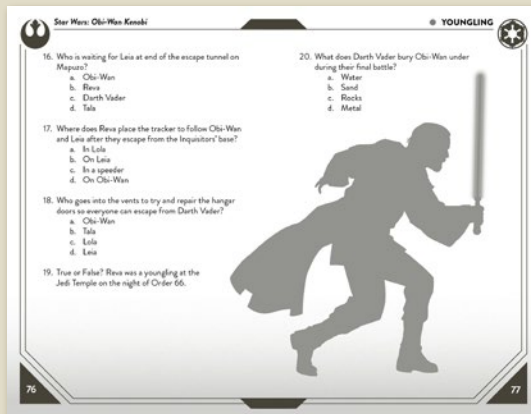 Star Wars: Obi-Wan Kenobi
YOUNGLING
16. Who is waiting for Leia at end of the escape tunnel on
Mapuzo?
a. Obi-Wan
b. Reva
c. Darth Vader
d. Tala
17. Where does Reva place the tracker to follow Obi-Wan
and Leia after they escape from the Inquisitors' base?
a. In Lola
b. On Leia
c. In a speeder
d. On Obi-Wan
18. Who goes into the vents to try and repair the hangar
doors so everyone can escape from Darth Vader?
a. Obi-Wan
b. Tala
c. Lola
d. Leia
19. True or False? Reva was a youngling at the
Jedi Temple on the night of Order 66.
20. What does Darth Vader bury Obi-Wan under
during their final battle?
a. Water
b. Sand
c. Rocks
d. Metal
76
77